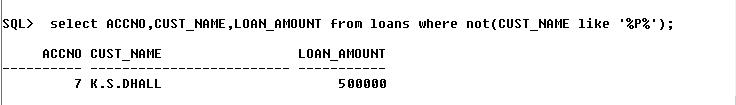 SQL>  select ACCNO,CUST_NAME,LOAN_AMOUNT from loans where not(CUST_NAME like '%P%');
     ACCNO CUST_NAME                 LOAN_AMOUNT
---------- ------------------------- -----------
         7 K.S.DHALL                      500000